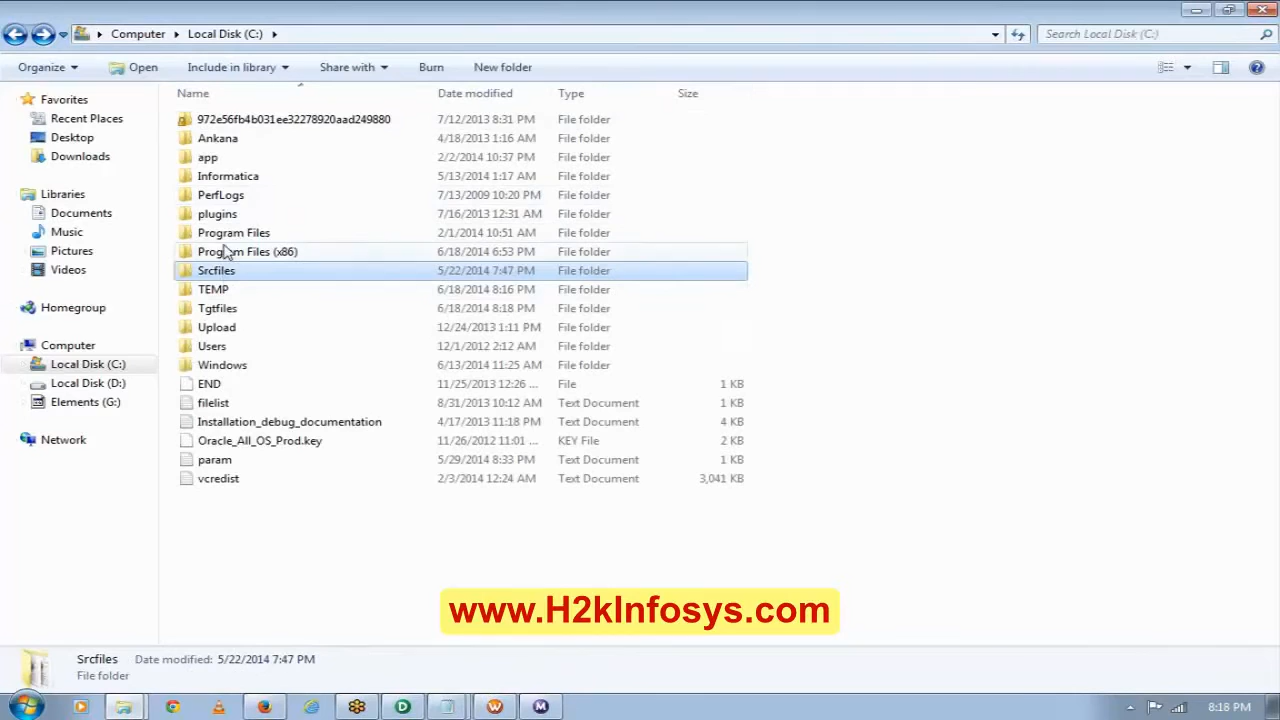 Computer Local Disk (C:)
Search Local Disk (C:)
Organize Open Include in library Share with Burn New folder
Name Date modified Type Size
Favorites
Recent Places
Desktop
Downloads
Libraries
Documents
Music
Pictures
Videos
Homegroup
Computer
Local Disk (C:)
Local Disk (D:)
Elements (G:)
Network
972e56fb4b031ee32278920aad249880 7/12/2013 8:31 PM File folder
Ankana 4/18/2013 1:16 AM File folder
app 2/2/2014 10:37 PM File folder
Informatica 5/13/2014 1:17 AM File folder
PerfLogs 7/13/2009 10:20 PM File folder
plugins 7/16/2013 12:31 AM File folder
Program Files 2/1/2014 10:51 AM File folder
Program Files (x86) 6/18/2014 6:53 PM File folder
Srcfiles 5/22/2014 7:47 PM File folder
TEMP 6/18/2014 8:16 PM File folder
Tgtfiles 6/18/2014 8:18 PM File folder
Upload 12/24/2013 1:11 PM File folder
Users 12/1/2012 2:12 AM File folder
Windows 6/13/2014 11:25 AM File folder
END 11/25/2013 12:26 ... File 1 KB
filelist 8/31/2013 10:12 AM Text Document 1 KB
Installation_debug_documentation 4/17/2013 11:18 PM Text Document 4 KB
Oracle_All_OS_Prod.key 11/26/2012 11:01 ... KEY File 2 KB
param 5/29/2014 8:33 PM Text Document 1 KB
vcredist 2/3/2014 12:24 AM Text Document 3,041 KB
www.H2kInfosys.com
Srcfiles Date modified: 5/22/2014 7:47 PM
File folder
8:18 PM